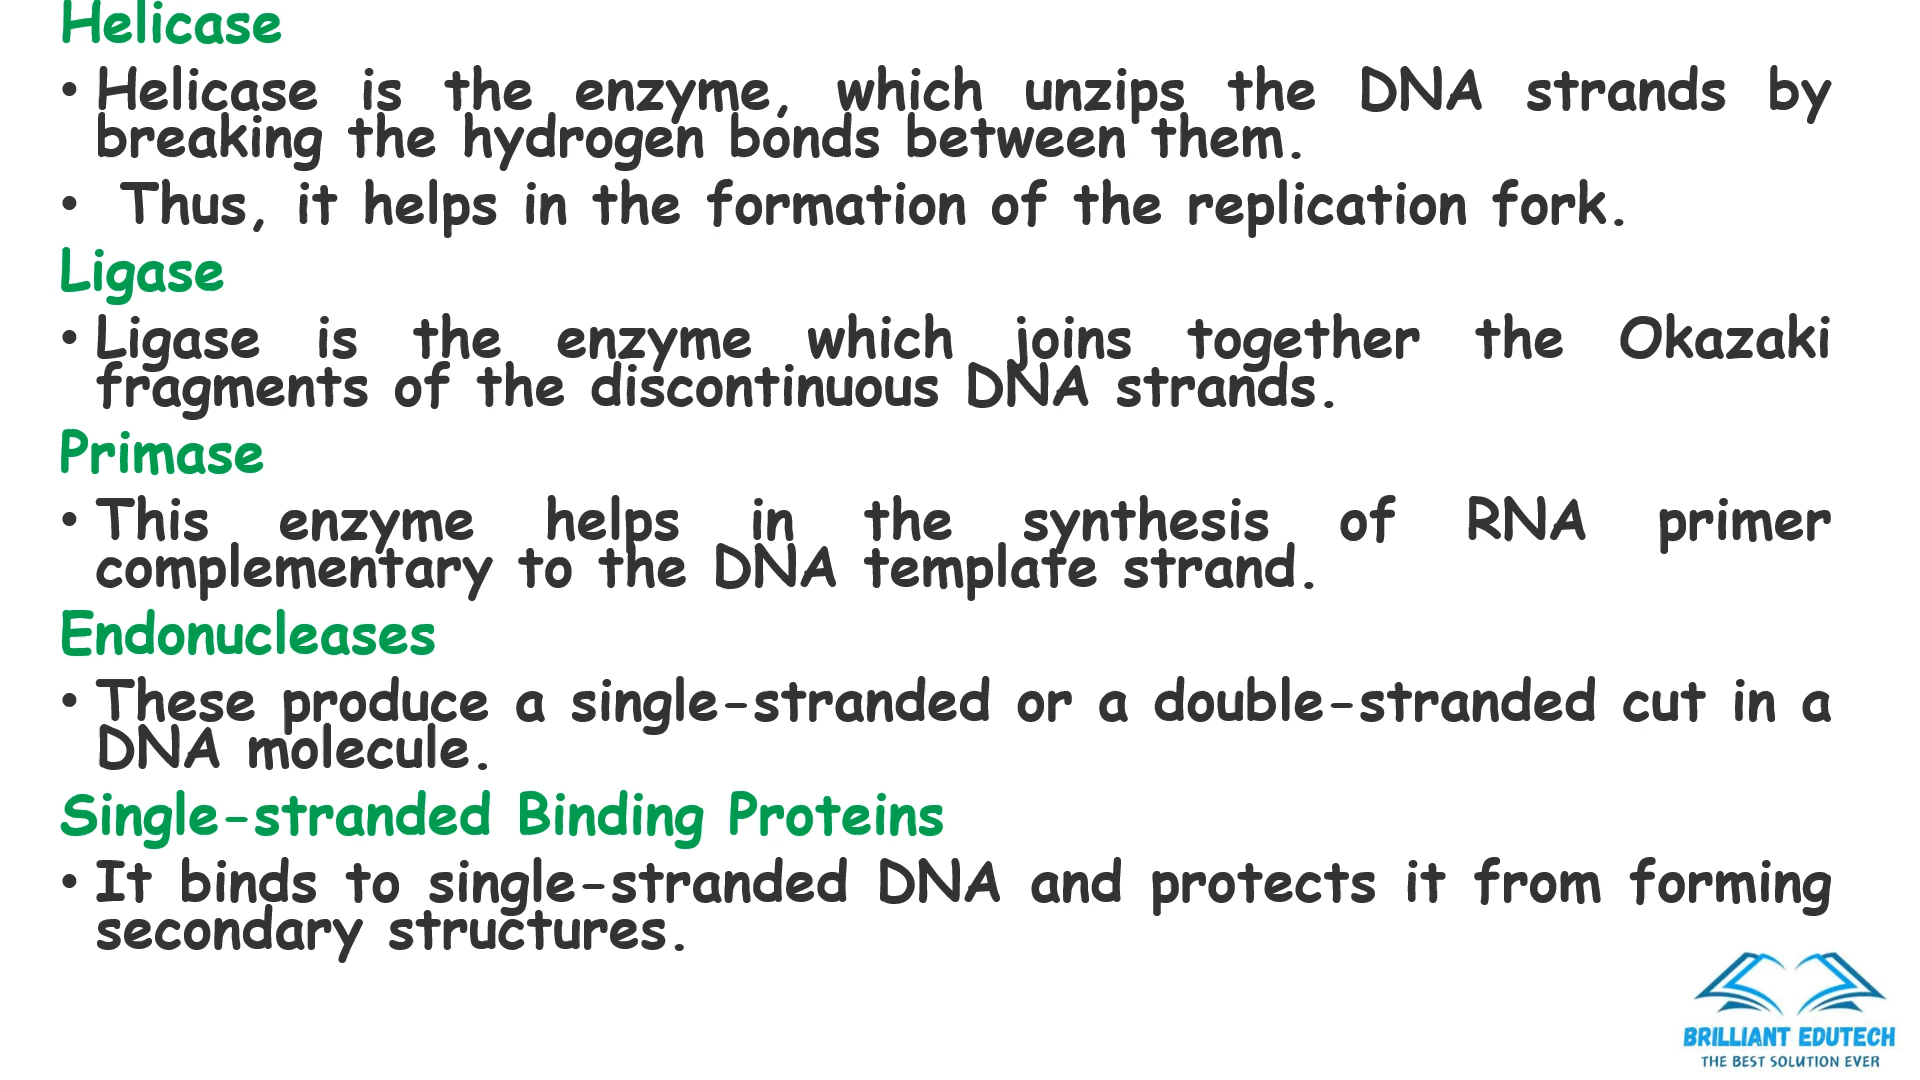 Helicase
• Helicase is the enzyme, which unzips the DNA strands by
breaking the hydrogen bonds between them.
• Thus, it helps in the formation of the replication fork.
Ligase
• Ligase is the enzyme which joins together the Okazaki
fragments of the discontinuous DNA strands.
Primase
• This enzyme helps in the synthesis of RNA primer
complementary to the DNA template strand.
Endonucleases
• These produce a single-stranded or a double-stranded cut in a
DNA molecule.
Single-stranded Binding Proteins
• It binds to single-stranded DNA and protects it from forming
secondary structures.
BRILLIANT EDUTECH
THE BEST SOLUTION EVER